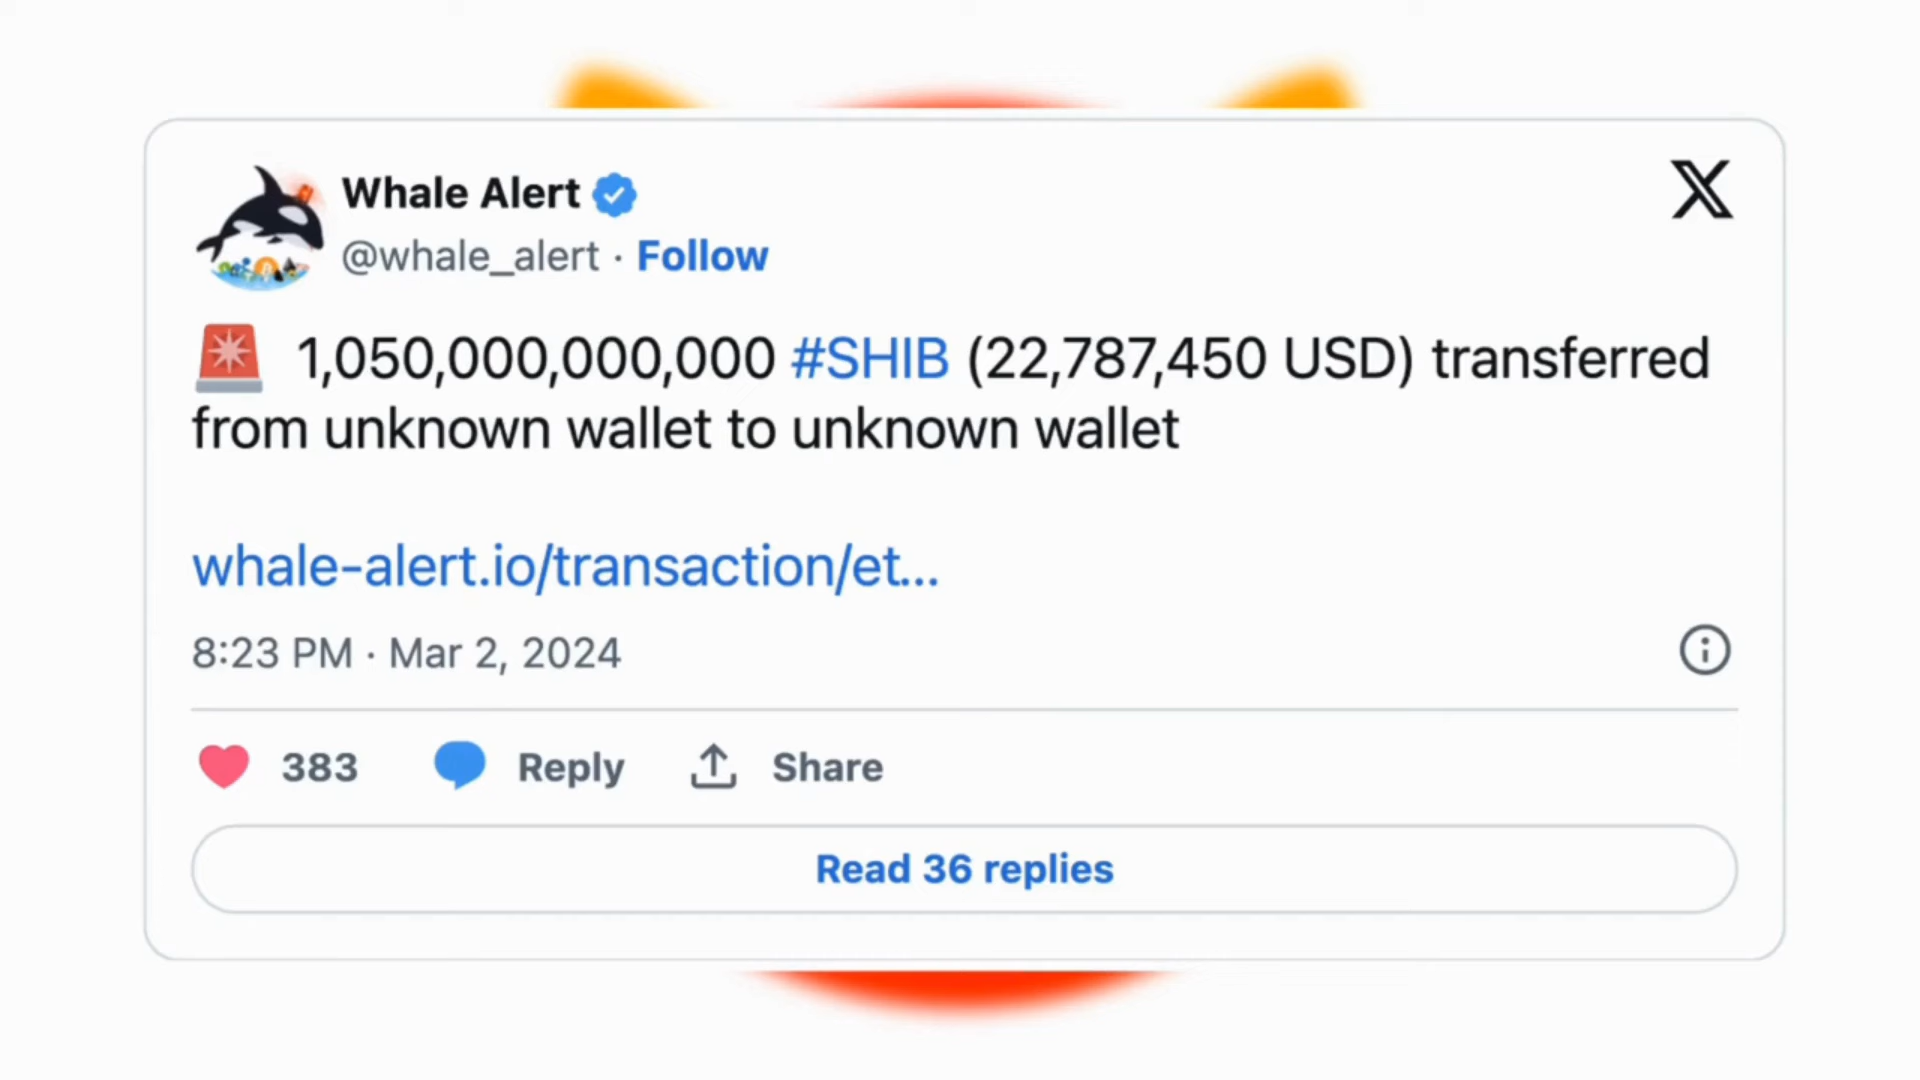 Whale Alert
@whale_alert · Follow
🚨 1,050,000,000,000 #SHIB (22,787,450 USD) transferred
from unknown wallet to unknown wallet
whale-alert.io/transaction/et...
8:23 PM · Mar 2, 2024
383 Reply Share
Read 36 replies